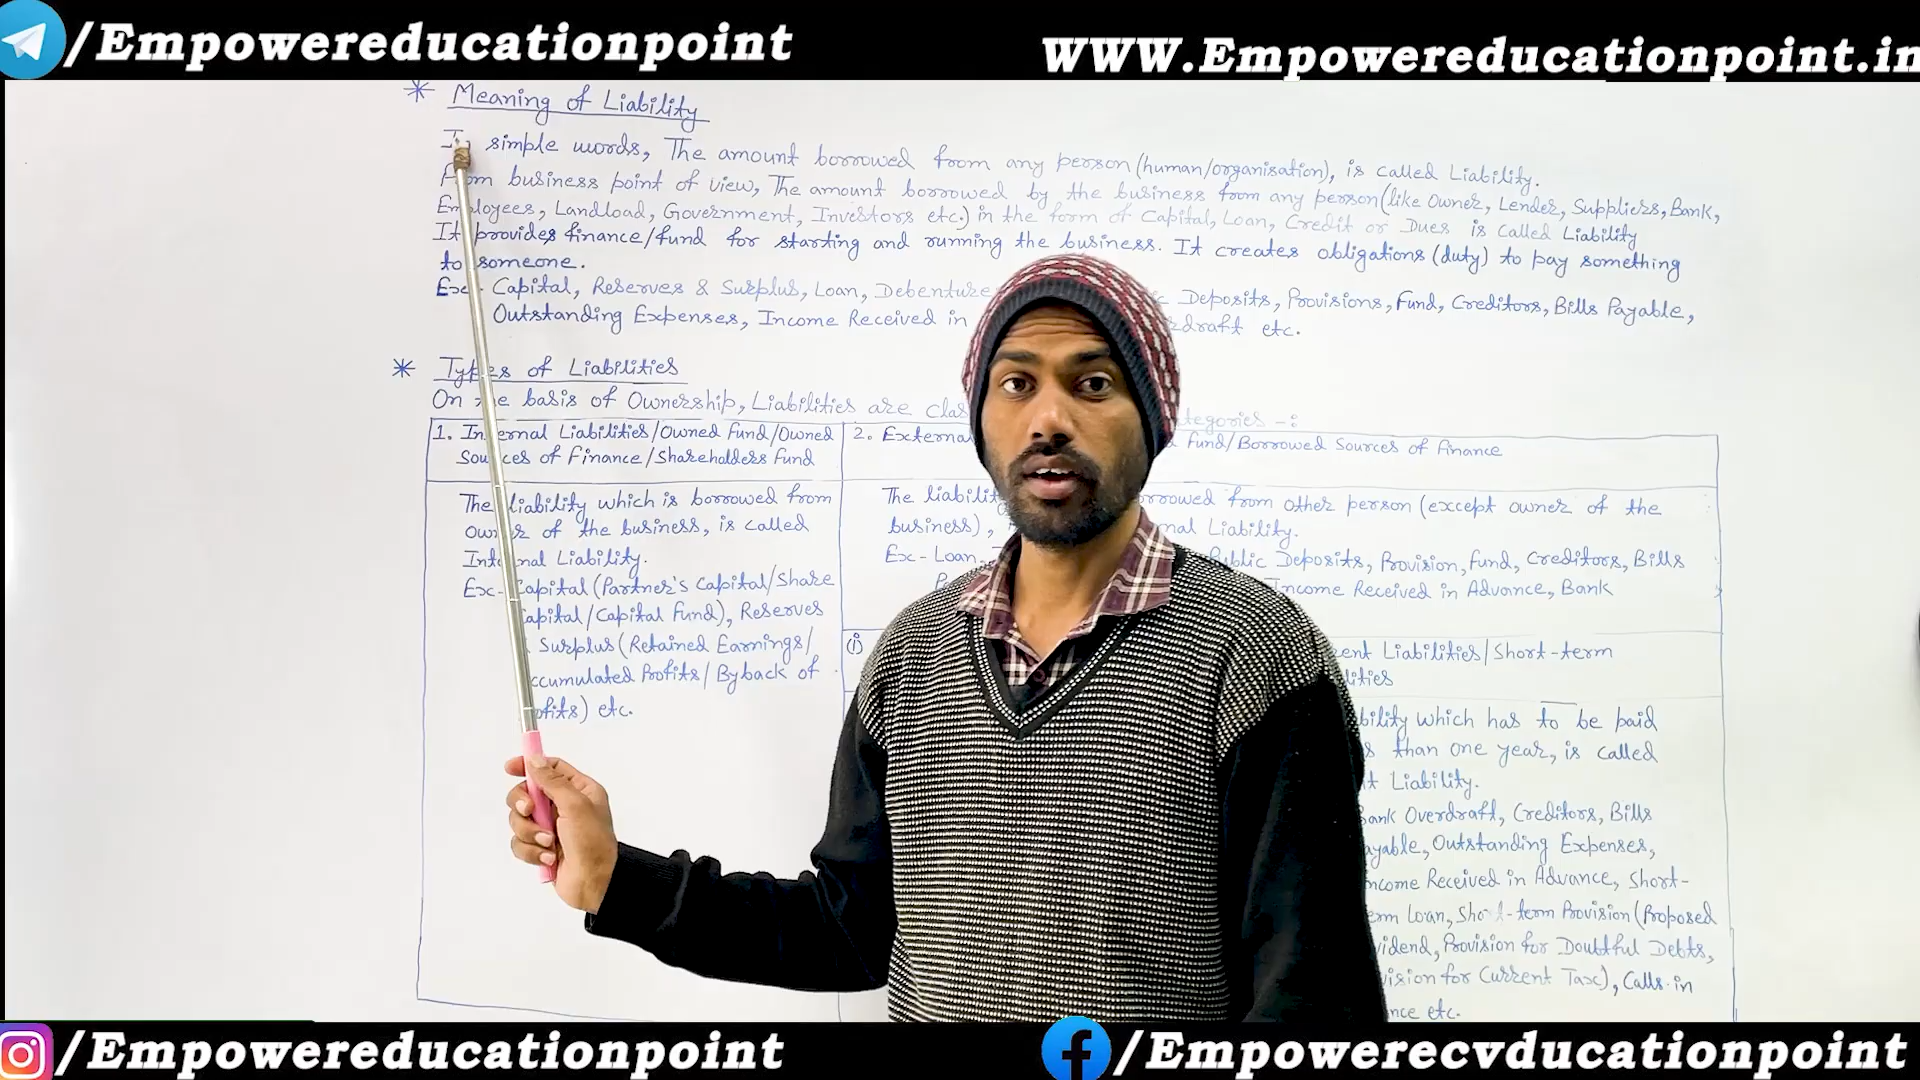 /Empowereducationpoint
WWW.Empowereducationpoint.in
* Meaning of Liability
In simple words, The amount borrowed from any person (human/organisation), is called Liability.
From business point of view, The amount borrowed by the business from any person (like Owner, Lender, Suppliers, Bank,
Employees, Landload, Government, Investors etc.) in the form of Capital, Loan, Credit or Dues is called Liability
It provides finance/fund for starting and running the business. It creates obligations (duty) to pay something
to someone.
Ex- Capital, Reserves & Surplus, Loan, Debenture Deposits, Provisions, Fund, Creditors, Bills Payable,
Outstanding Expenses, Income Received in etc.
* Types of Liabilities
On the basis of Ownership, Liabilities are
1. Internal Liabilities/Owned Fund/Owned
Sources of Finance/Shareholders Fund
The liability which is borrowed from
owner of the business, is called
Internal Liability.
Ex- Capital (Partner's Capital/Share
Capital/Capital Fund), Reserves
Surplus (Retained Earnings/
Accumulated Profits/Byback of
Profits) etc.
2. External
Fund/Borrowed Sources of Finance
The borrowed from other person (except owner of the
business), Liability.
Ex- Loan, Public Deposits, Provision, Fund, Creditors, Bills
Income Received in Advance, Bank
(i)
Liabilities/Short-term
which has to be paid
than one year, is called
Liability.
Bank Overdraft, Creditors, Bills
Payable, Outstanding Expenses,
Income Received in Advance, Short-
Term Loan, Short-term Provision (Proposed
Dividend, Provision for Doubtful Debts,
for Current Tax), Calls-in
etc.
/Empowereducationpoint
/Empowerecvducationpoint